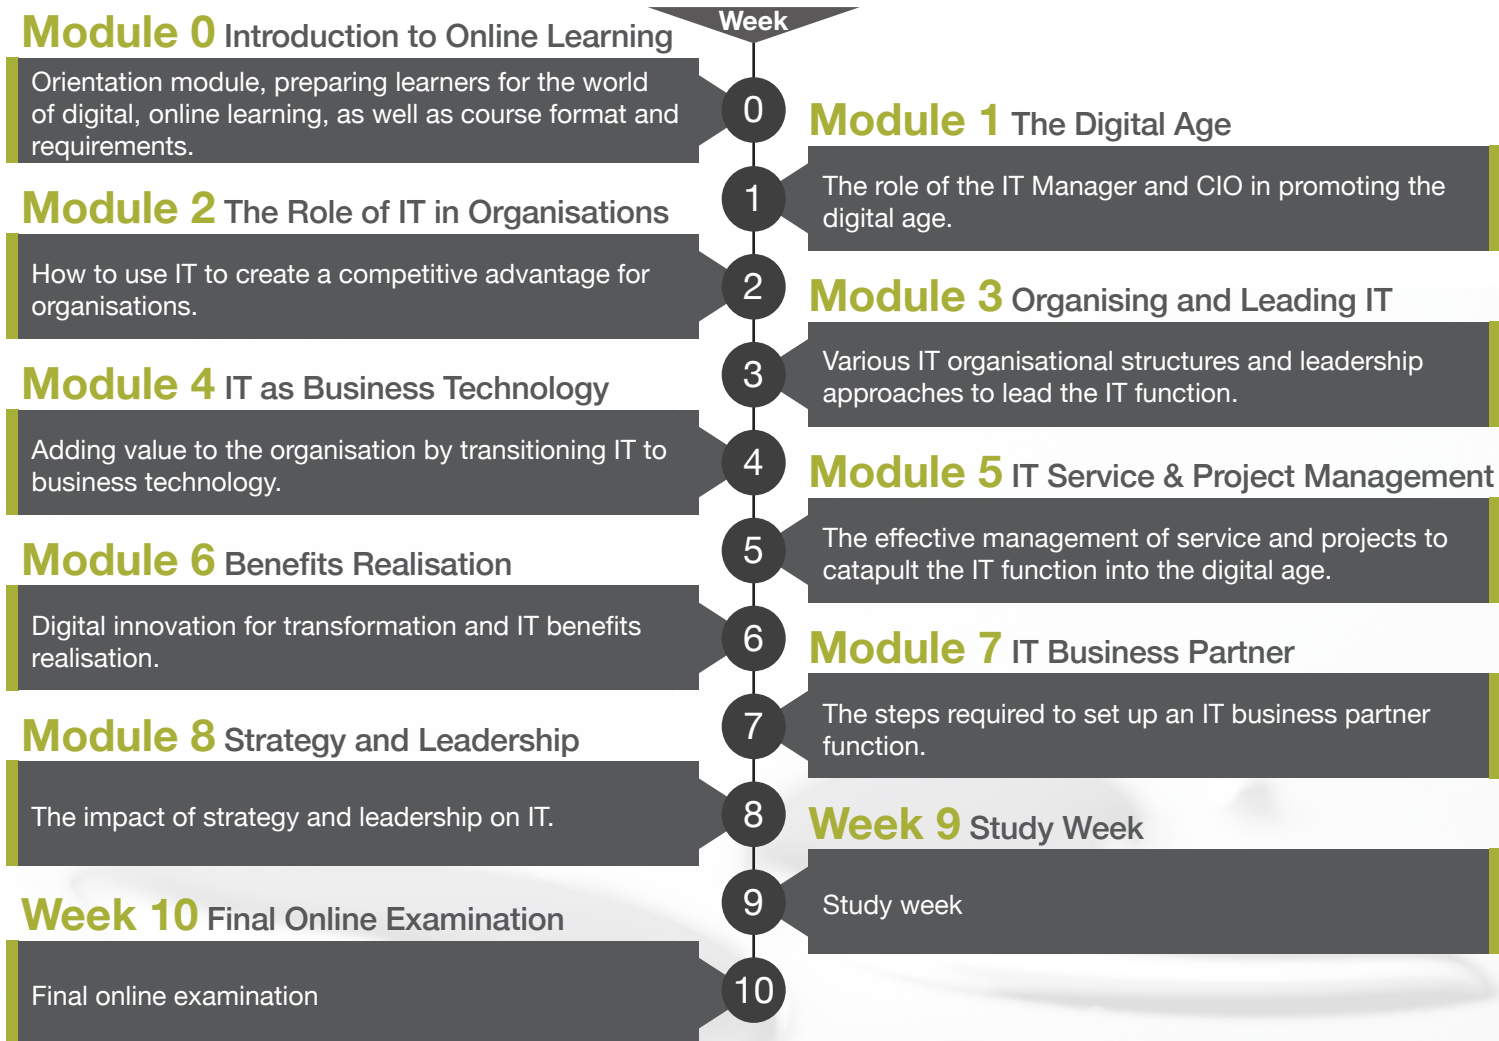 Week
Module 0 Introduction to Online Learning
Orientation module, preparing learners for the world
of digital, online learning, as well as course format and
requirements.
0
Module 1 The Digital Age
The role of the IT Manager and CIO in promoting the
digital age.
1
Module 2 The Role of IT in Organisations
How to use IT to create a competitive advantage for
organisations.
2
Module 3 Organising and Leading IT
Various IT organisational structures and leadership
approaches to lead the IT function.
3
Module 4 IT as Business Technology
Adding value to the organisation by transitioning IT to
business technology.
4
Module 5 IT Service & Project Management
The effective management of service and projects to
catapult the IT function into the digital age.
5
Module 6 Benefits Realisation
Digital innovation for transformation and IT benefits
realisation.
6
Module 7 IT Business Partner
The steps required to set up an IT business partner
function.
7
Module 8 Strategy and Leadership
The impact of strategy and leadership on IT.
8
Week 9 Study Week
Study week
9
Week 10 Final Online Examination
Final online examination
10